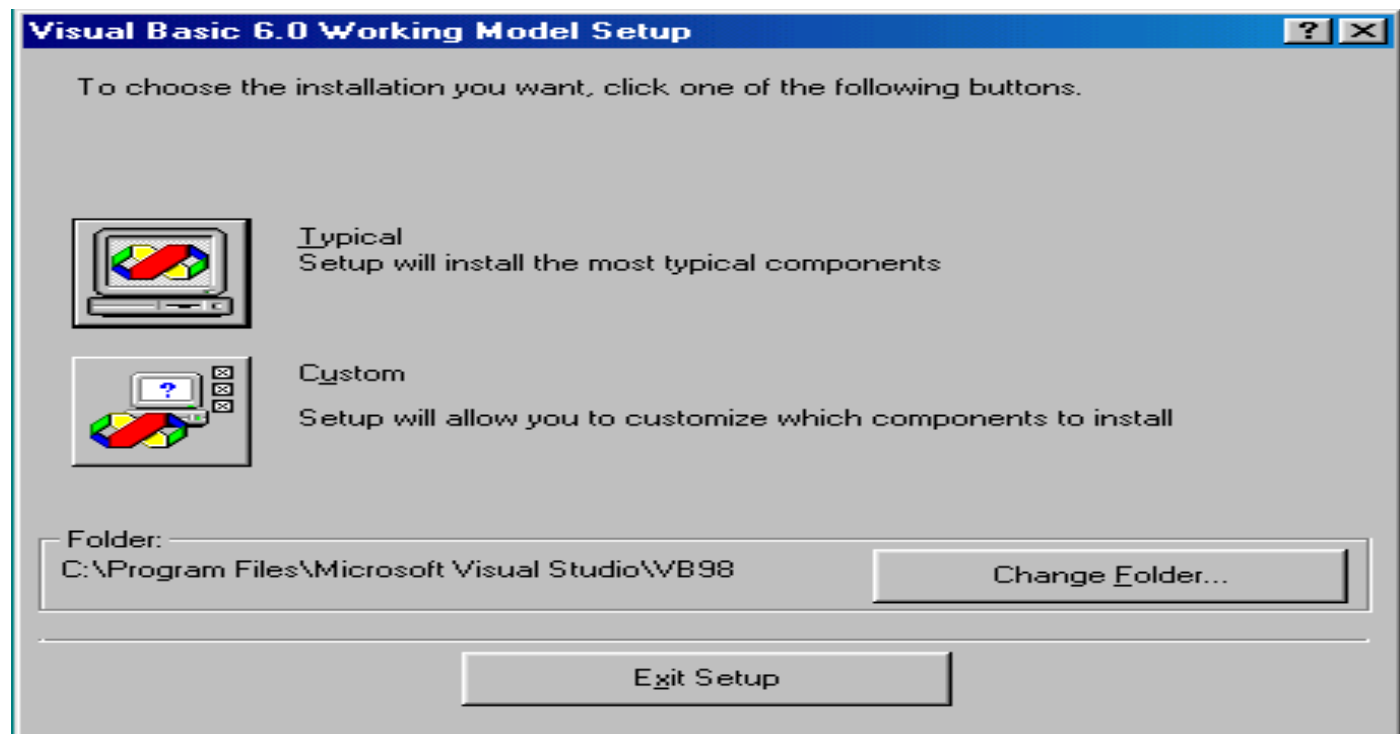 Visual Basic 6.0 Working Model Setup
To choose the installation you want, click one of the following buttons.
Typical
Setup will install the most typical components
?
Custom
Setup will allow you to customize which components to install
Folder:
C:\Program Files\Microsoft Visual Studio\VB98
Change Folder...
Exit Setup